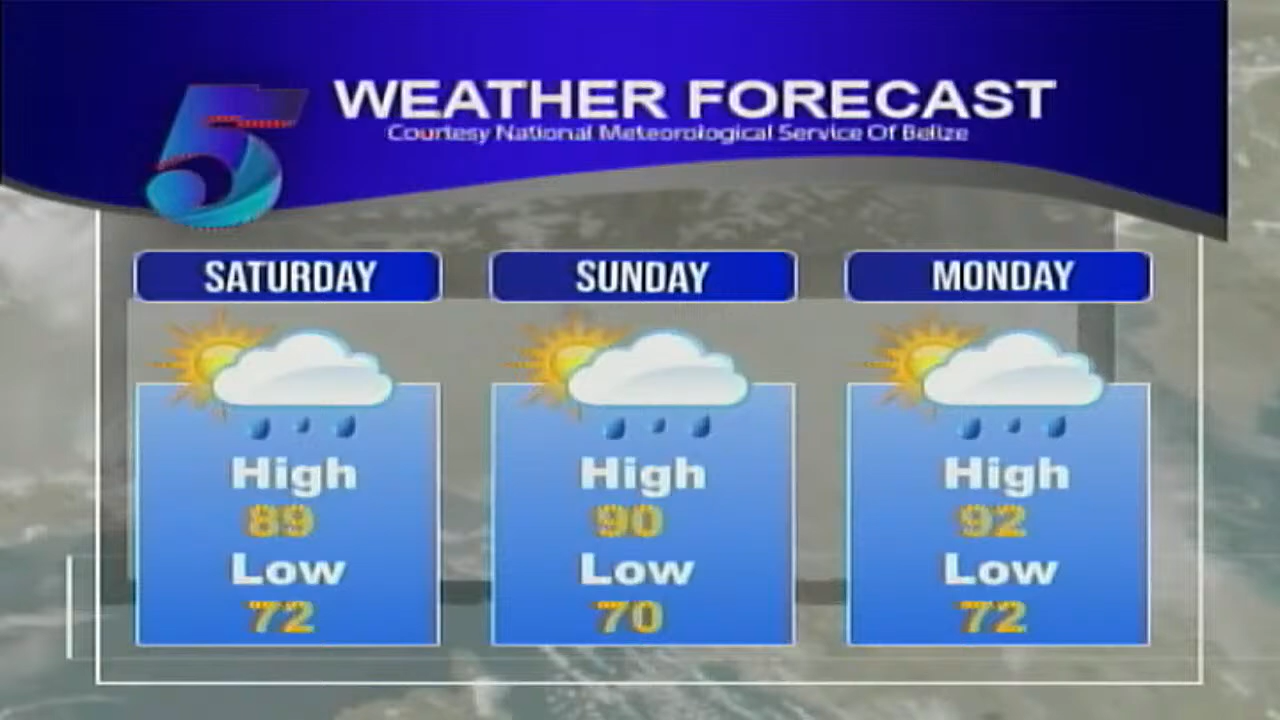 5
WEATHER FORECAST
Courtesy National Meteorological Service Of Belize
SATURDAY
High
89
Low
72
SUNDAY
High
90
Low
70
MONDAY
High
92
Low
72